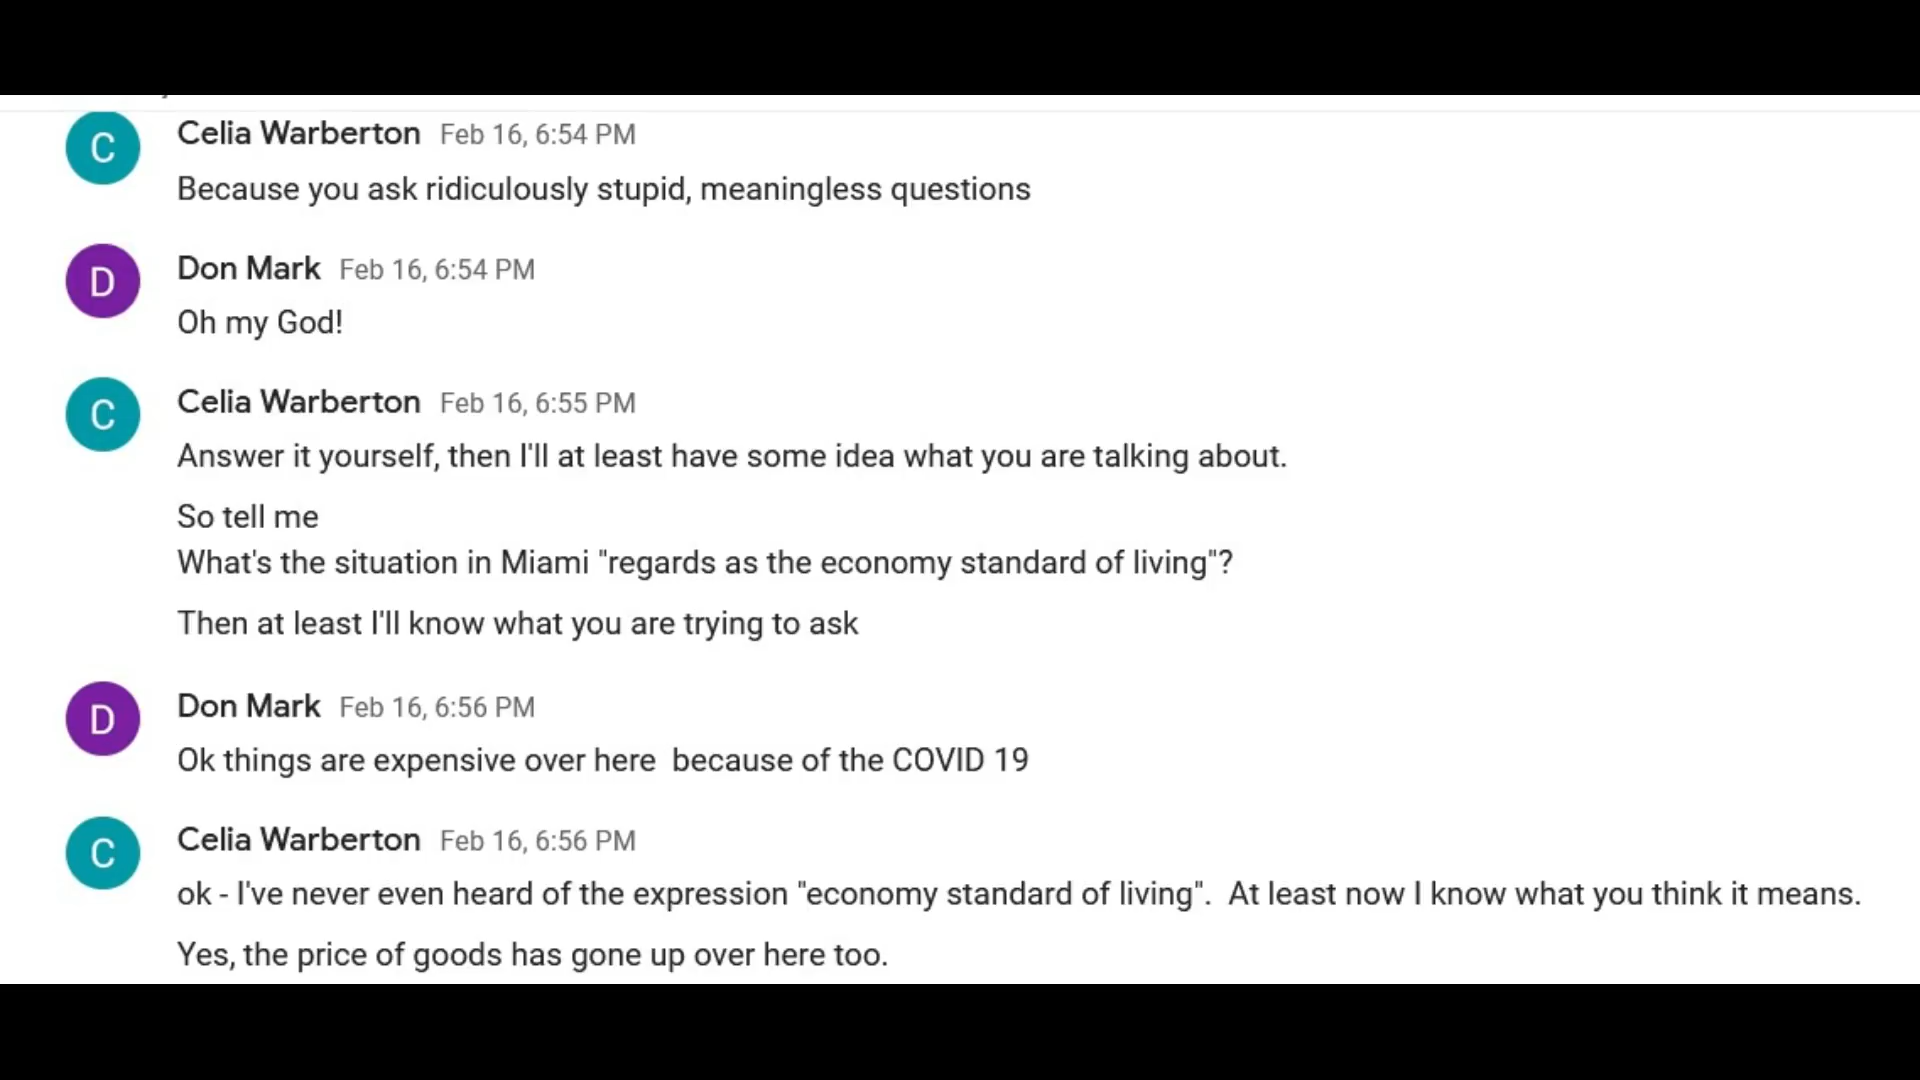 C
Celia Warberton Feb 16, 6:54 PM
Because you ask ridiculously stupid, meaningless questions
D
Don Mark Feb 16, 6:54 PM
Oh my God!
C
Celia Warberton Feb 16, 6:55 PM
Answer it yourself, then I'll at least have some idea what you are talking about.
So tell me
What's the situation in Miami "regards as the economy standard of living"?
Then at least I'll know what you are trying to ask
D
Don Mark Feb 16, 6:56 PM
Ok things are expensive over here  because of the COVID 19
C
Celia Warberton Feb 16, 6:56 PM
ok - I've never even heard of the expression "economy standard of living".  At least now I know what you think it means.
Yes, the price of goods has gone up over here too.